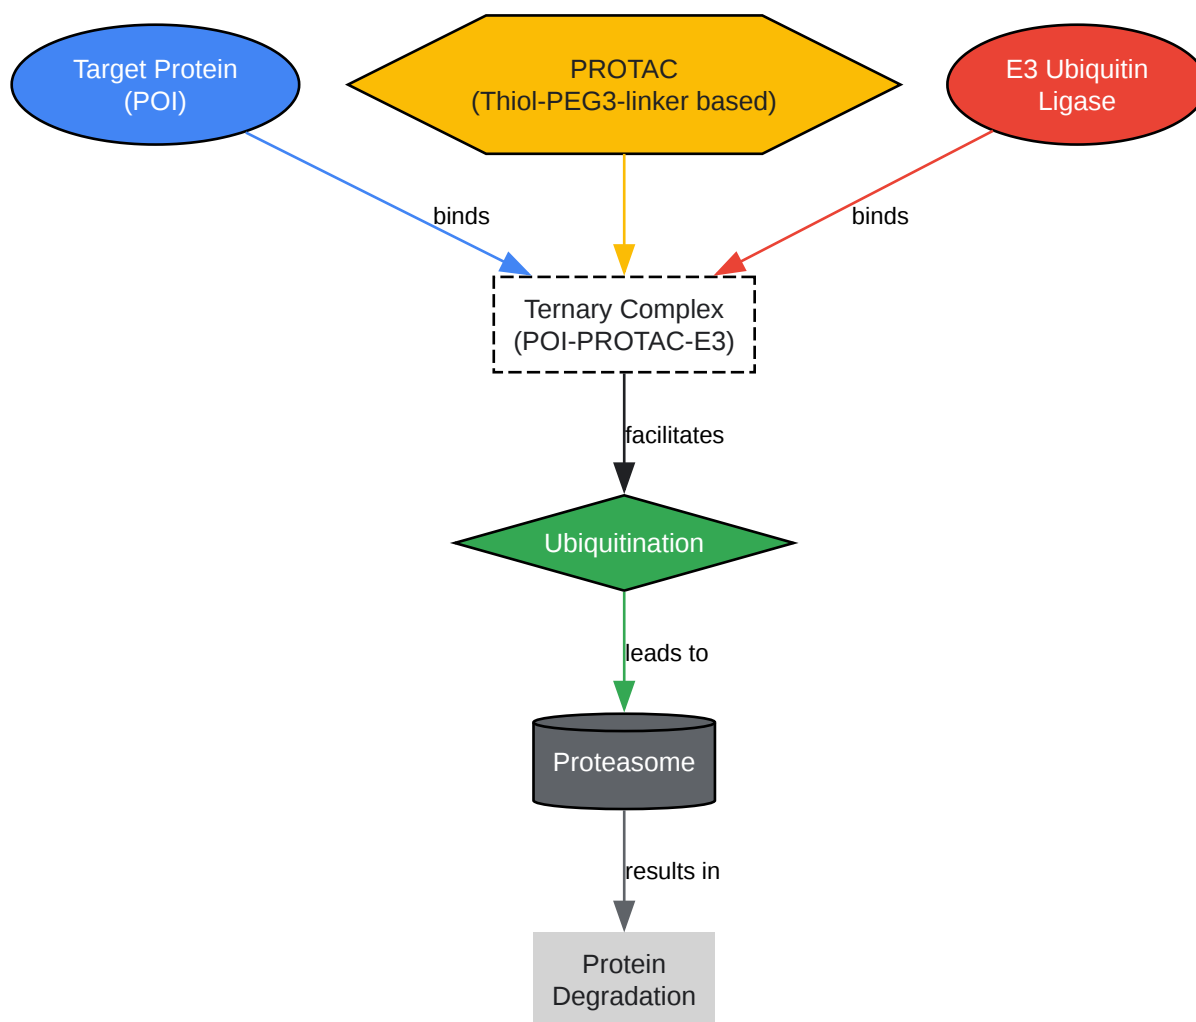 Target Protein
(POI)
PROTAC
(Thiol-PEG3-linker based)
E3 Ubiquitin
Ligase
binds
binds
Ternary Complex
(POI-PROTAC-E3)
facilitates
Ubiquitination
leads to
Proteasome
results in
Protein
Degradation